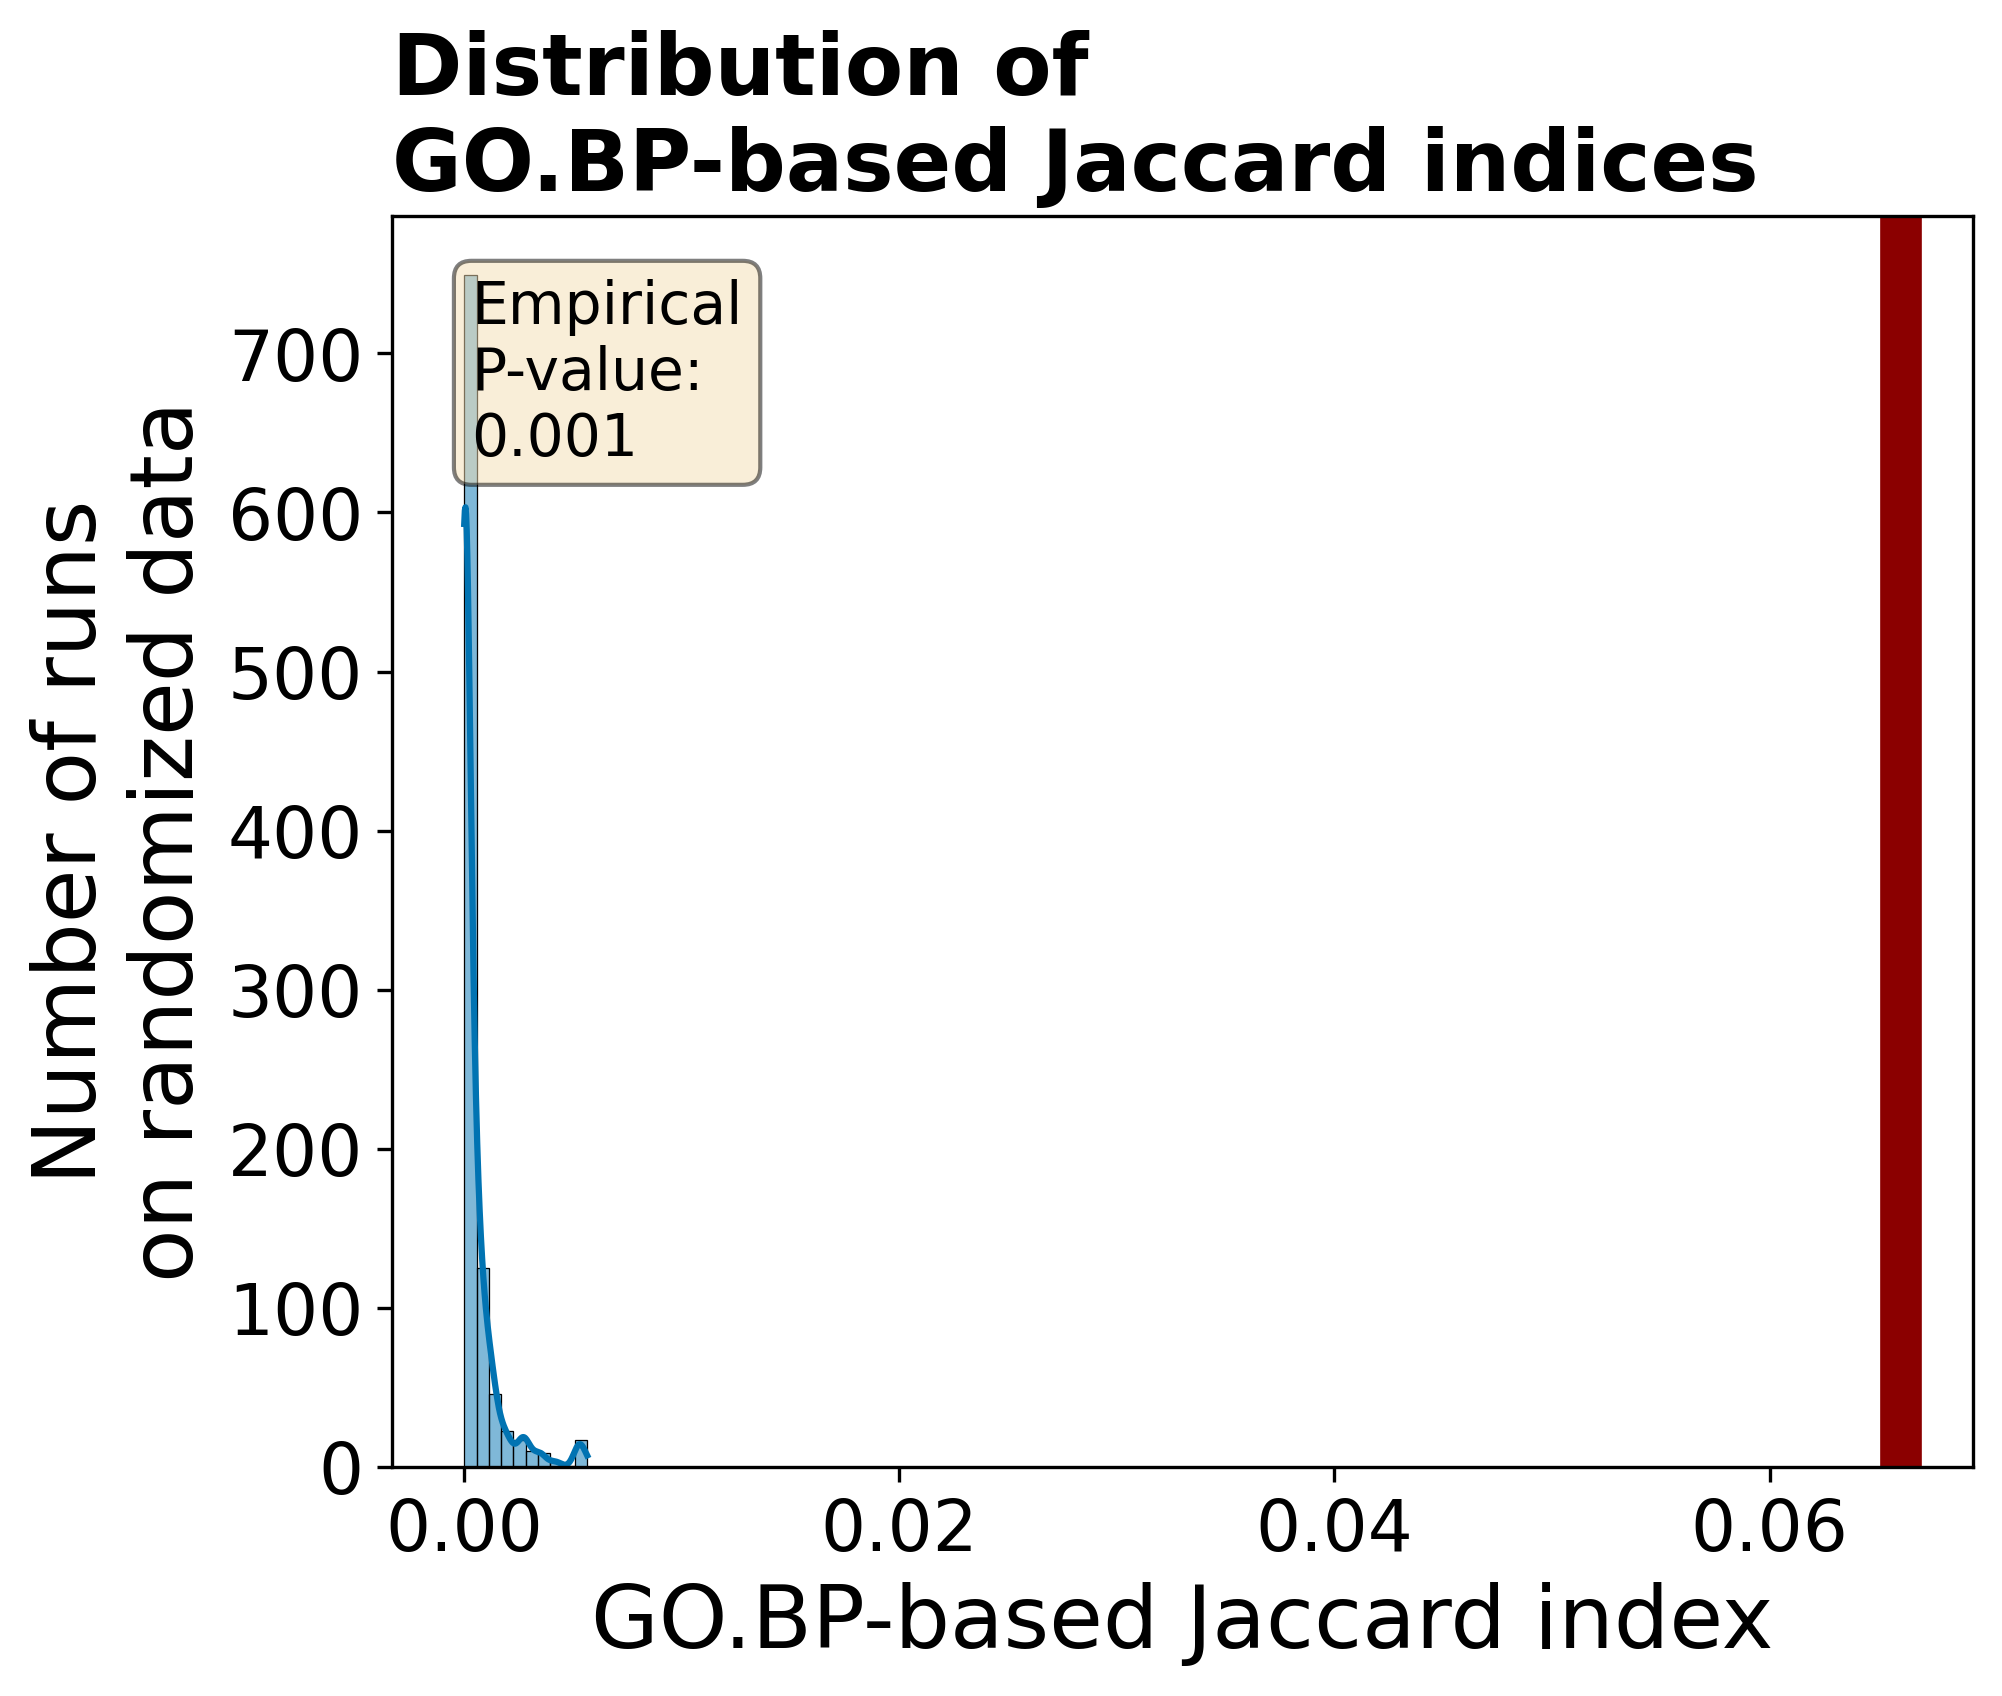 Distribution of
GO.BP-based Jaccard indices
Empirical
P-value:
0.001
Number of runs
on randomized data
700
600
500
400
300
200
100
0
0.00
0.02
0.04
0.06
GO.BP-based Jaccard index